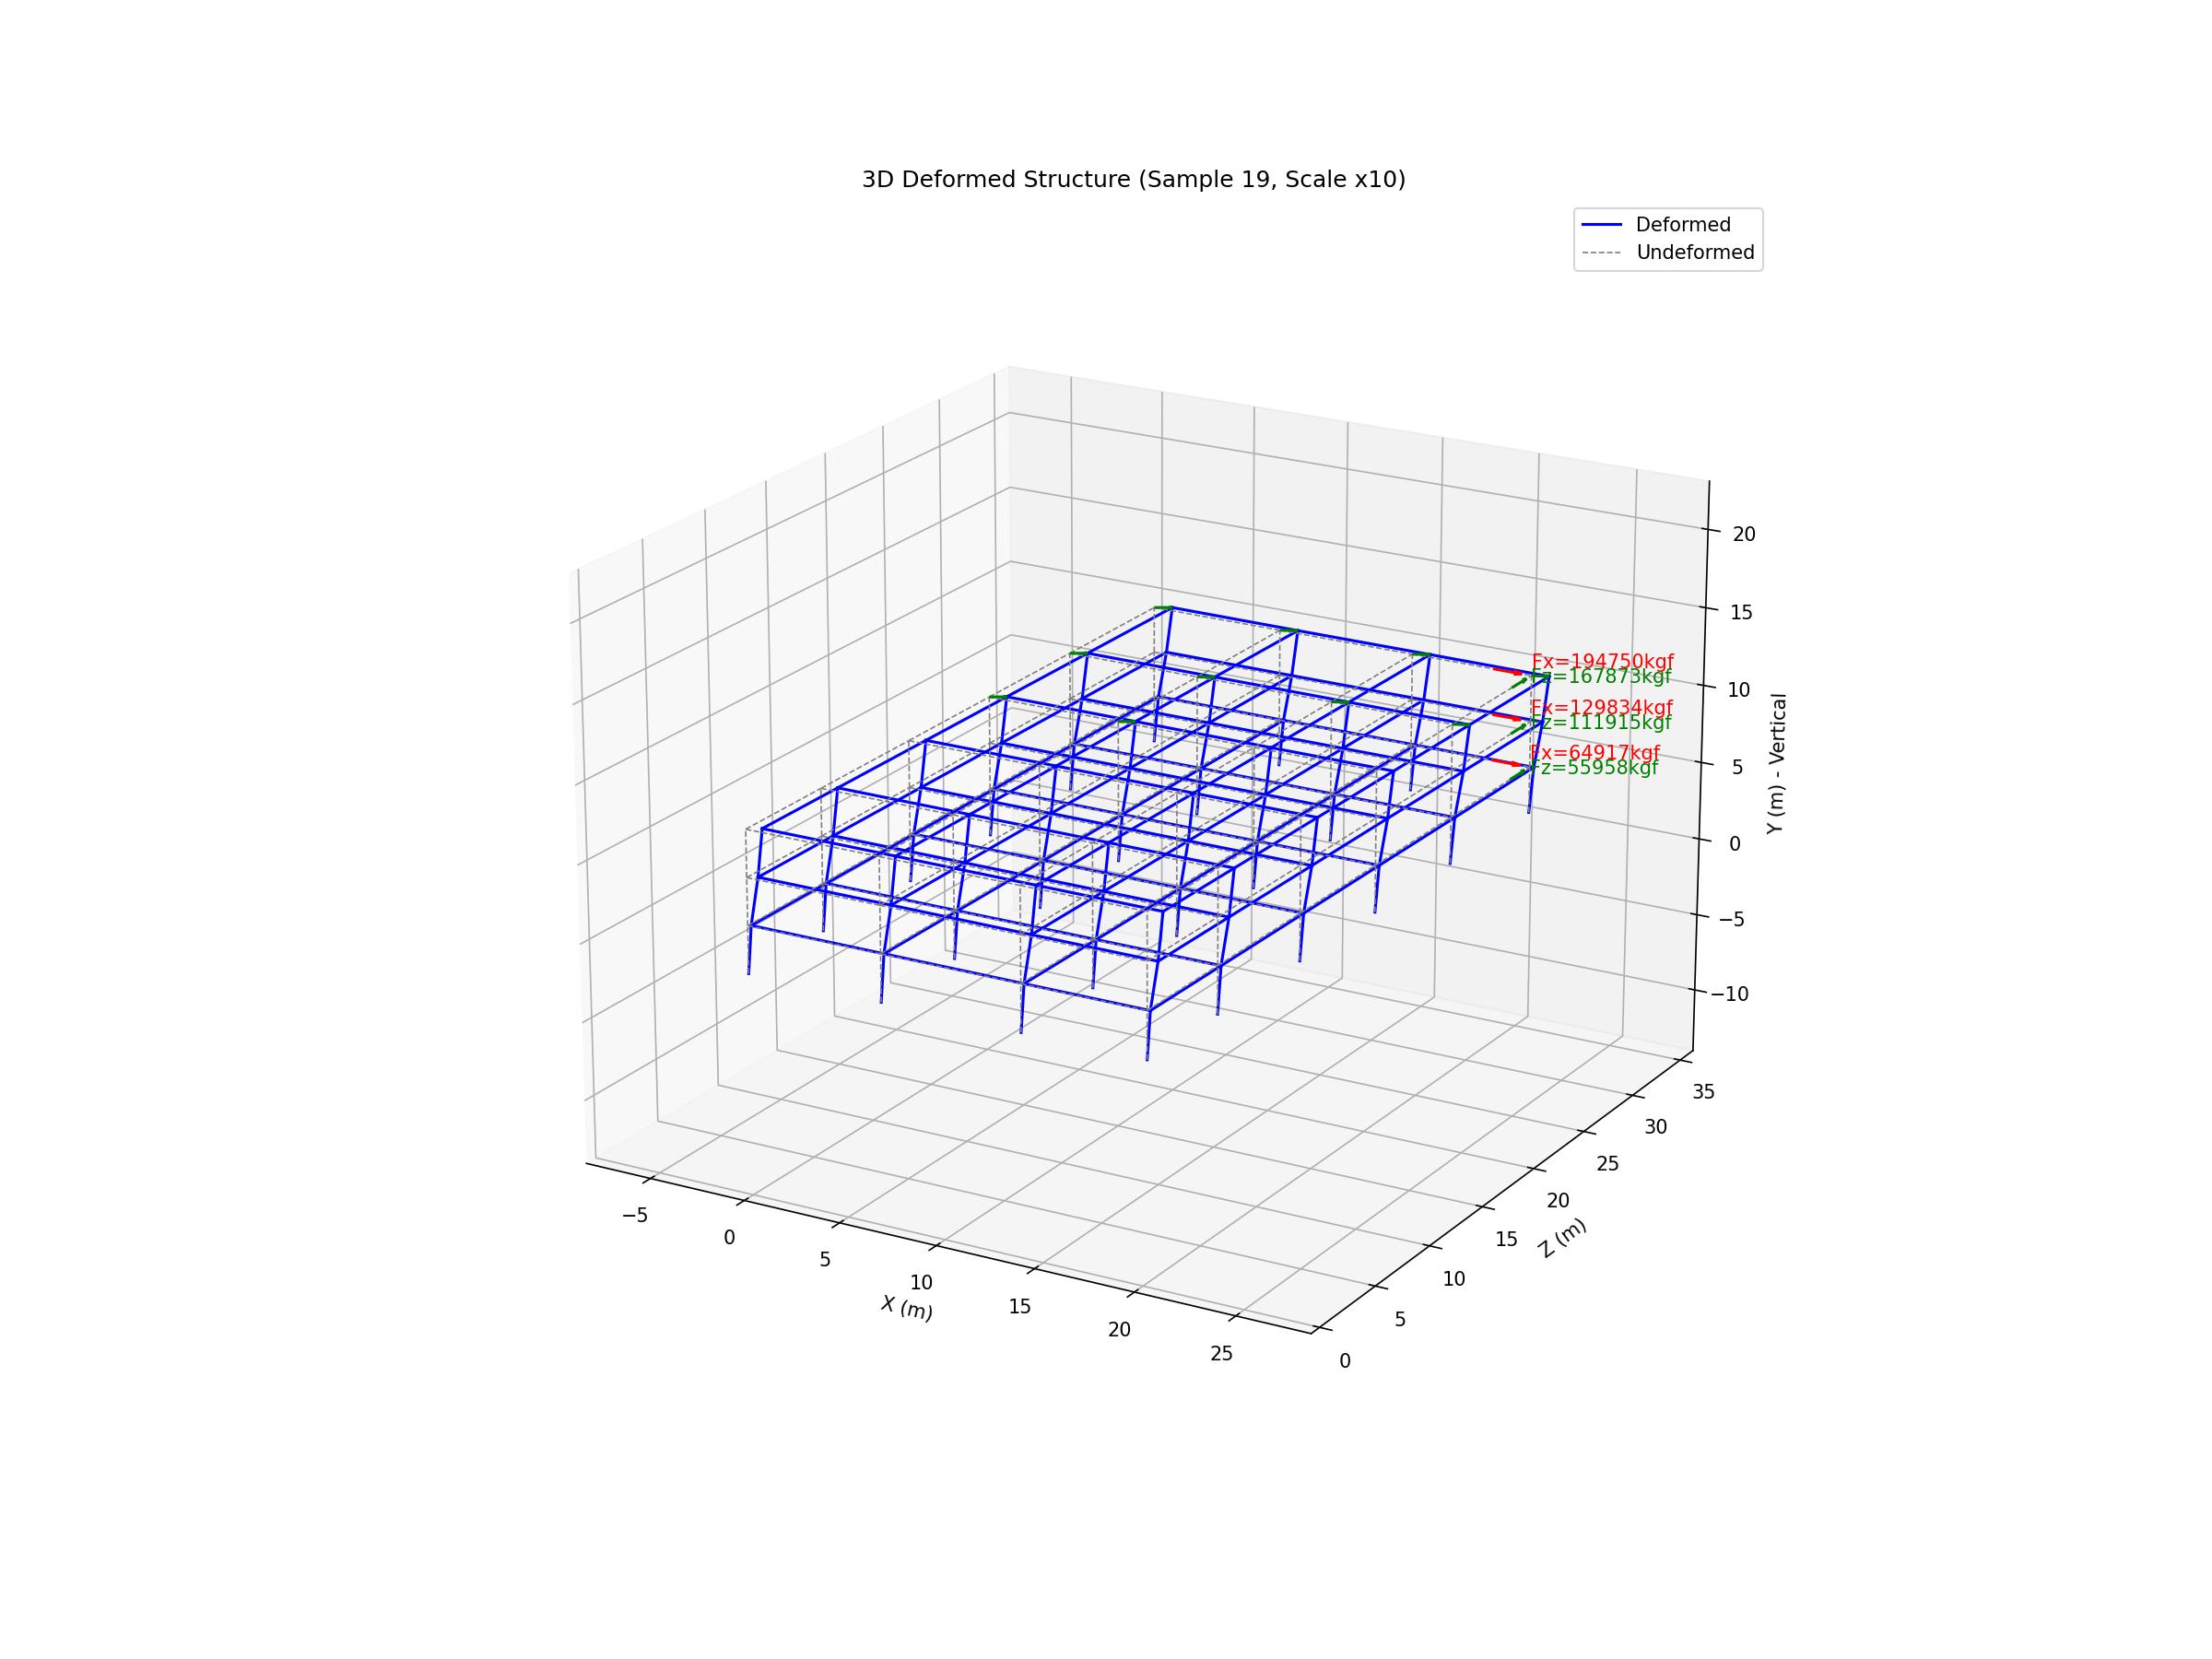 3D Deformed Structure (Sample 19, Scale x10)
Deformed
Undeformed
Fx=194750kgf
Fz=167873kgf
Fx=129834kgf
Fz=111915kgf
Fx=64917kgf
Fz=55958kgf
20
15
10
5
0
−5
−10
Y (m) - Vertical
35
30
25
20
15
10
5
0
Z (m)
−5
0
5
10
15
20
25
X (m)